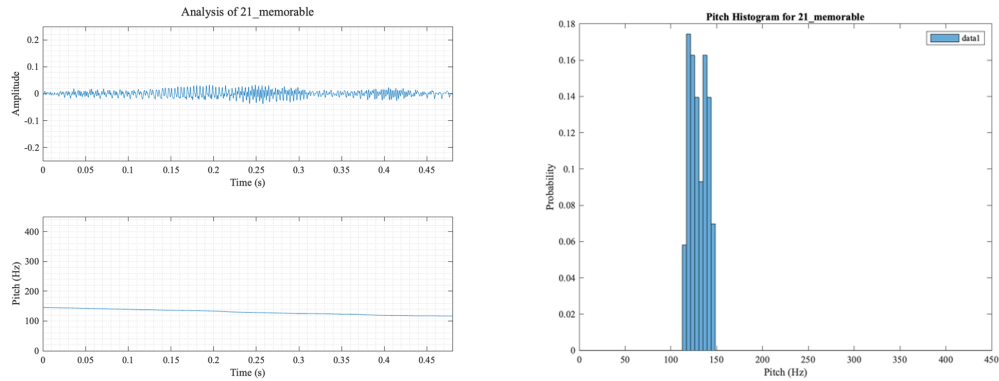 Analysis of 21_memorable
0.2
0.1
0
-0.1
-0.2
Amplitude
0 0.05 0.1 0.15 0.2 0.25 0.3 0.35 0.4 0.45
Time (s)
400
300
200
100
0
Pitch (Hz)
0 0.05 0.1 0.15 0.2 0.25 0.3 0.35 0.4 0.45
Time (s)
Pitch Histogram for 21_memorable
data1
0.18
0.16
0.14
0.12
0.1
0.08
0.06
0.04
0.02
0
Probability
0 50 100 150 200 250 300 350 400 450
Pitch (Hz)